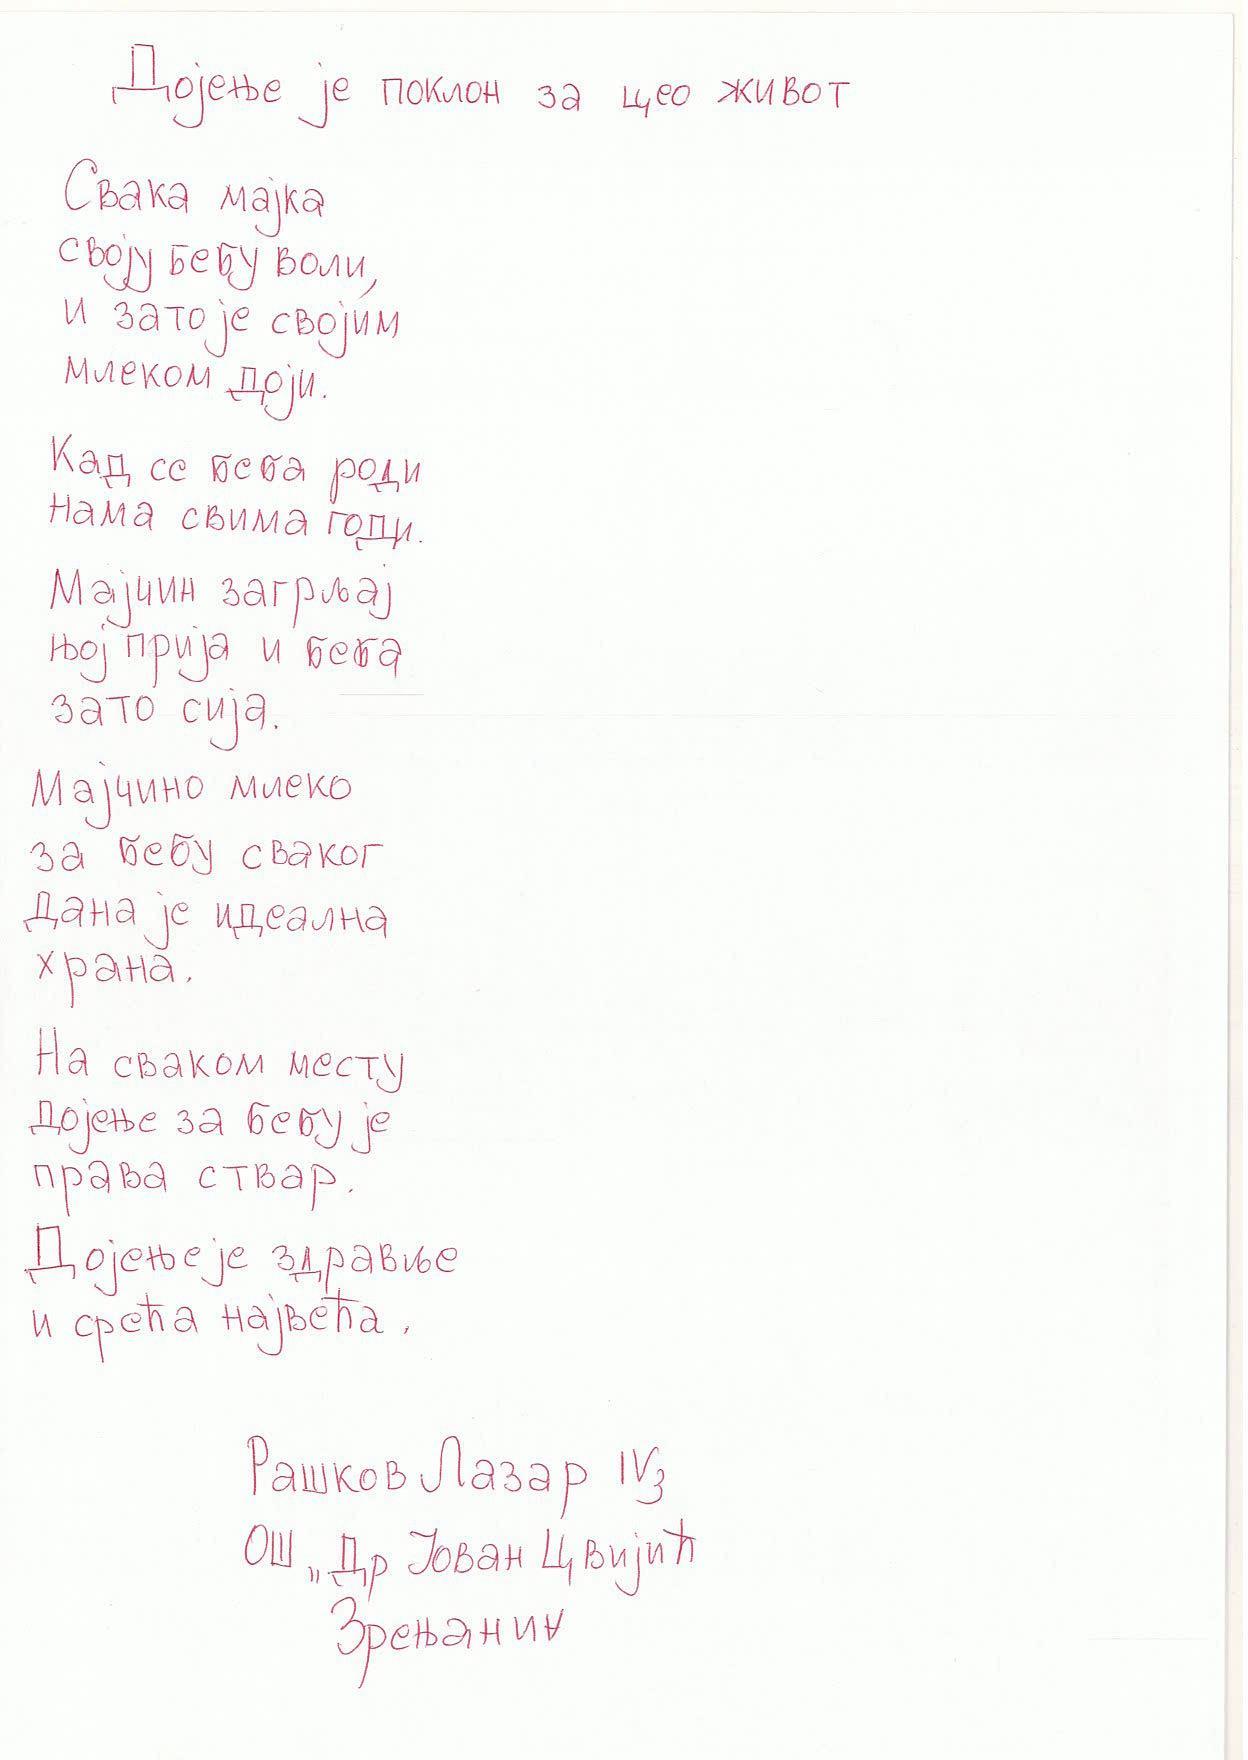 Дојење је поклон за цео живот
Свака мајка
своју бебу воли,
и зато је својим
млеком доји.
Кад се беба роди
нама свима годи.
Мајчин загрљај
њој прија и беба
зато сија.
Мајчино млеко
за бебу сваког
дана је идеална
храна.
На сваком месту
дојење за бебу је
права ствар.
Дојење је здравље
и срећа највећа.
Рашков Лазар IV3
ОШ „Др Јован Цвијић
Зрењанин